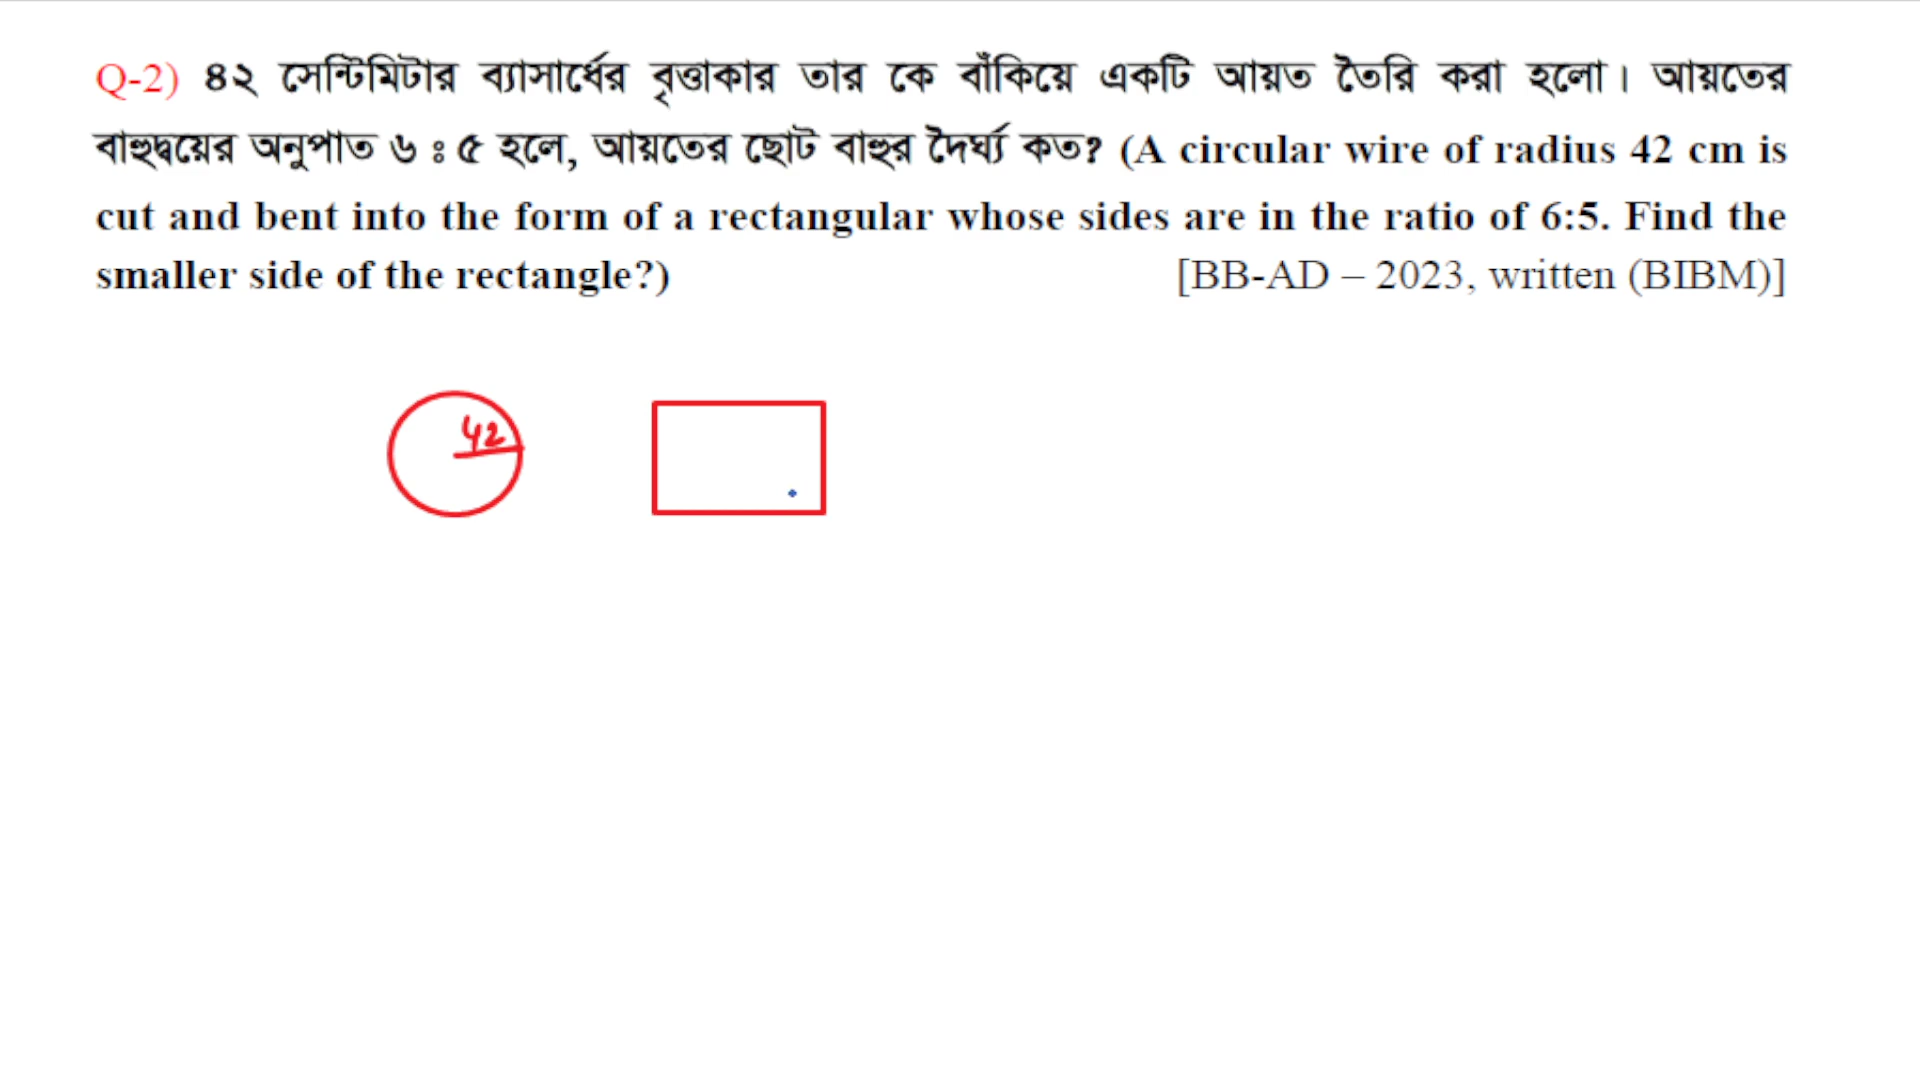 Q-2) ৪২ সেন্টিমিটার ব্যাসার্ধের বৃত্তাকার তার কে বাঁকিয়ে একটি আয়ত তৈরি করা হলো। আয়তের
বাহুদ্বয়ের অনুপাত ৬ ঃ ৫ হলে, আয়তের ছোট বাহুর দৈর্ঘ্য কত? (A circular wire of radius 42 cm is
cut and bent into the form of a rectangular whose sides are in the ratio of 6:5. Find the
smaller side of the rectangle?) [BB-AD – 2023, written (BIBM)]
42